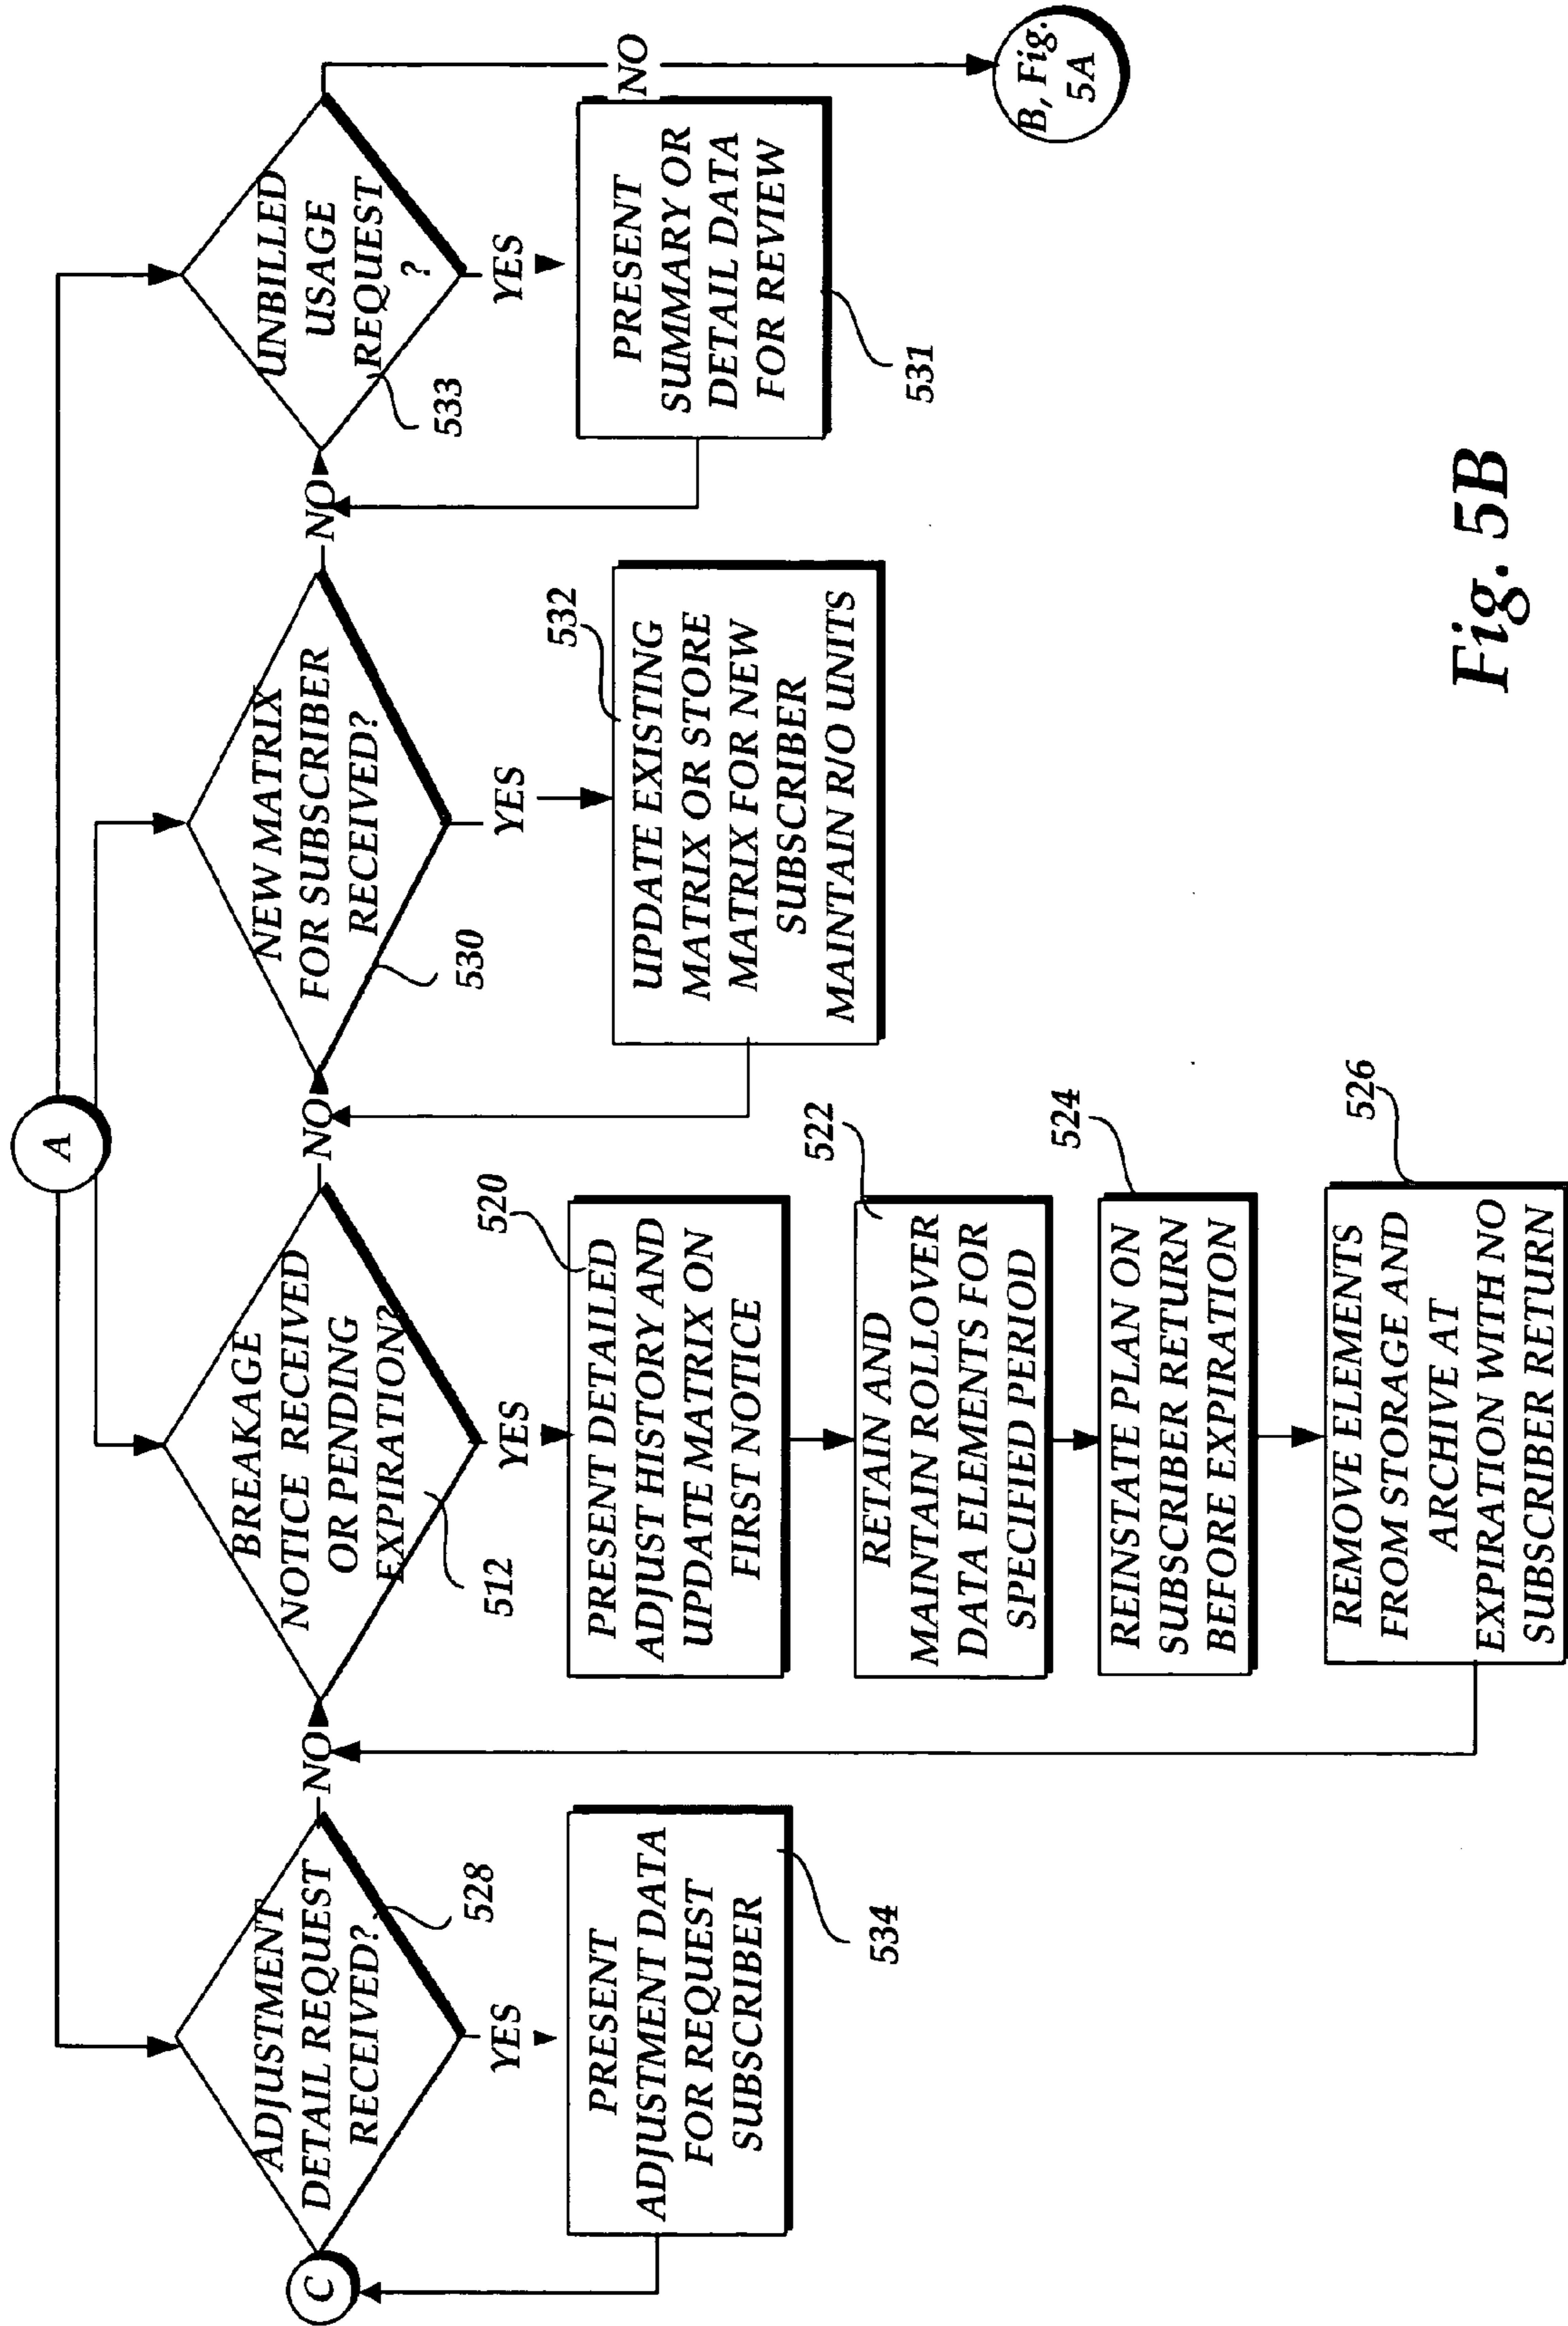 A
C
ADJUSTMENT
DETAIL REQUEST
RECEIVED?
528
NO
YES
PRESENT
ADJUSTMENT DATA
FOR REQUEST
SUBSCRIBER
534
BREAKAGE
NOTICE RECEIVED
OR PENDING
EXPIRATION?
512
NO
YES
520
PRESENT DETAILED
ADJUST HISTORY AND
UPDATE MATRIX ON
FIRST NOTICE
522
RETAIN AND
MAINTAIN ROLLOVER
DATA ELEMENTS FOR
SPECIFIED PERIOD
524
REINSTATE PLAN ON
SUBSCRIBER RETURN
BEFORE EXPIRATION
526
REMOVE ELEMENTS
FROM STORAGE AND
ARCHIVE AT
EXPIRATION WITH NO
SUBSCRIBER RETURN
NEW MATRIX
FOR SUBSCRIBER
RECEIVED?
530
NO
YES
532
UPDATE EXISTING
MATRIX OR STORE
MATRIX FOR NEW
SUBSCRIBER
MAINTAIN R/O UNITS
UNBILLED
USAGE
REQUEST
?
533
YES
NO
PRESENT
SUMMARY OR
DETAIL DATA
FOR REVIEW
531
B, Fig.
5A
Fig. 5B